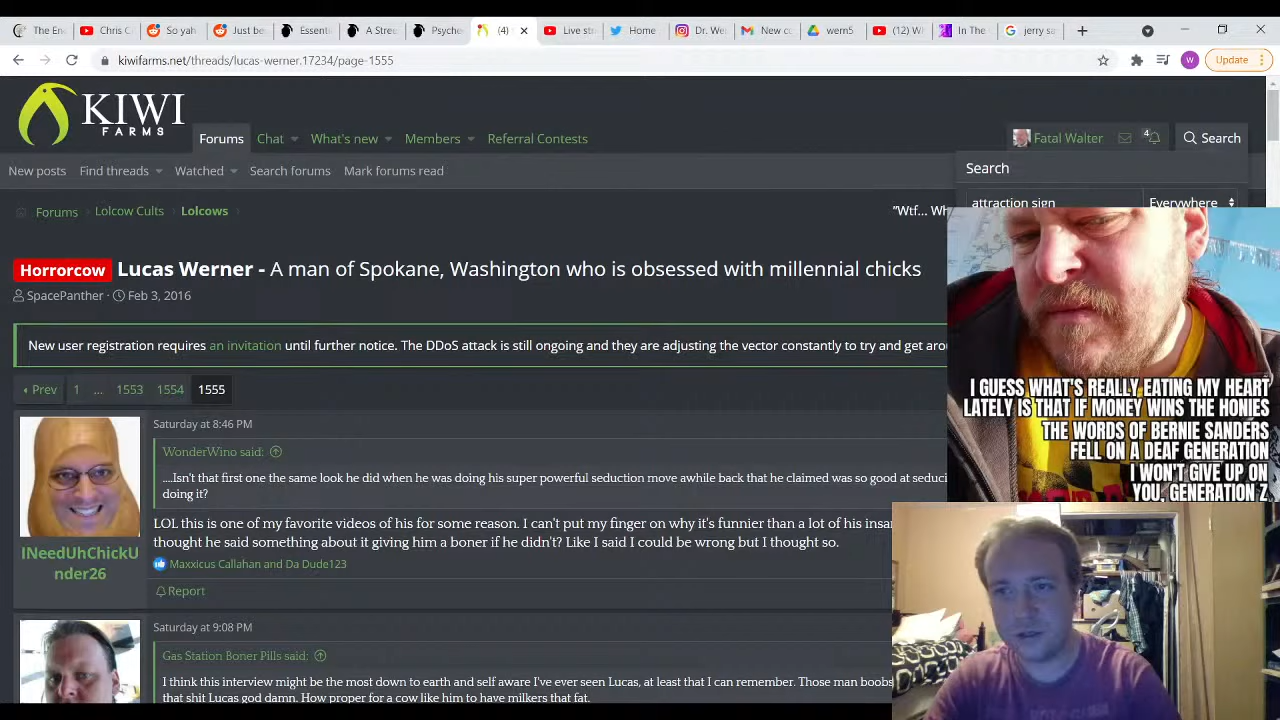 The En
Chris C
So yah
Just be
Essenti
A Stree
Psyche
(4)
Live str
Home
Dr. We
New co
wern5
(12) W
In The
jerry sa
kiwifarms.net/threads/lucas-werner.17234/page-1555
W
Update
KIWI
FARMS
Forums
Chat
What's new
Members
Referral Contests
Fatal Walter
4
Search
New posts
Find threads
Watched
Search forums
Mark forums read
Search
attraction sign
Everywhere
Forums
Lolcow Cults
Lolcows
"Wtf... Wh
Horrorcow
Lucas Werner - A man of Spokane, Washington who is obsessed with millennial chicks
SpacePanther
Feb 3, 2016
New user registration requires an invitation until further notice. The DDoS attack is still ongoing and they are adjusting the vector constantly to try and get arou
Prev
1
...
1553
1554
1555
I GUESS WHAT'S REALLY EATING MY HEART
LATELY IS THAT IF MONEY WINS THE HONIES
THE WORDS OF BERNIE SANDERS
FELL ON A DEAF GENERATION
I WON'T GIVE UP ON
YOU, GENERATION Z
Saturday at 8:46 PM
WonderWino said:
....Isn't that first one the same look he did when he was doing his super powerful seduction move awhile back that he claimed was so good at seducin
doing it?
LOL this is one of my favorite videos of his for some reason. I can't put my finger on why it's funnier than a lot of his insan
thought he said something about it giving him a boner if he didn't? Like I said I could be wrong but I thought so.
INeedUhChickU
nder26
Maxxicus Callahan and Da Dude123
Report
Saturday at 9:08 PM
Gas Station Boner Pills said:
I think this interview might be the most down to earth and self aware I've ever seen Lucas, at least that I can remember. Those man boobs
that shit Lucas god damn. How proper for a cow like him to have milkers that fat.